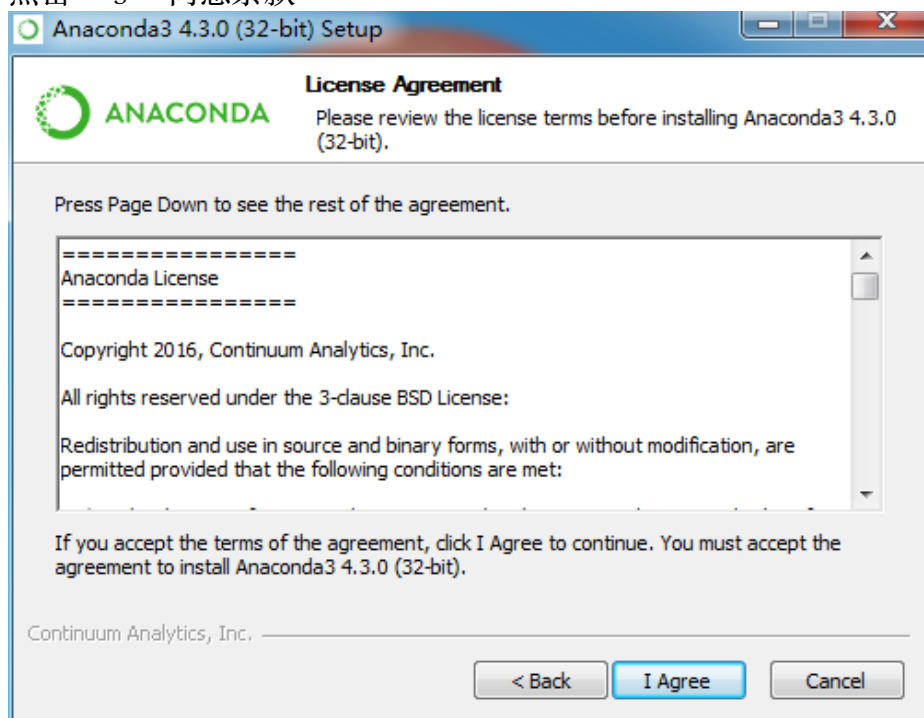 Anaconda3 4.3.0 (32-bit) Setup
ANACONDA
License Agreement
Please review the license terms before installing Anaconda3 4.3.0
(32-bit).
Press Page Down to see the rest of the agreement.
================
Anaconda License
================
Copyright 2016, Continuum Analytics, Inc.
All rights reserved under the 3-clause BSD License:
Redistribution and use in source and binary forms, with or without modification, are
permitted provided that the following conditions are met:
If you accept the terms of the agreement, click I Agree to continue. You must accept the
agreement to install Anaconda3 4.3.0 (32-bit).
Continuum Analytics, Inc.
< Back
I Agree
Cancel